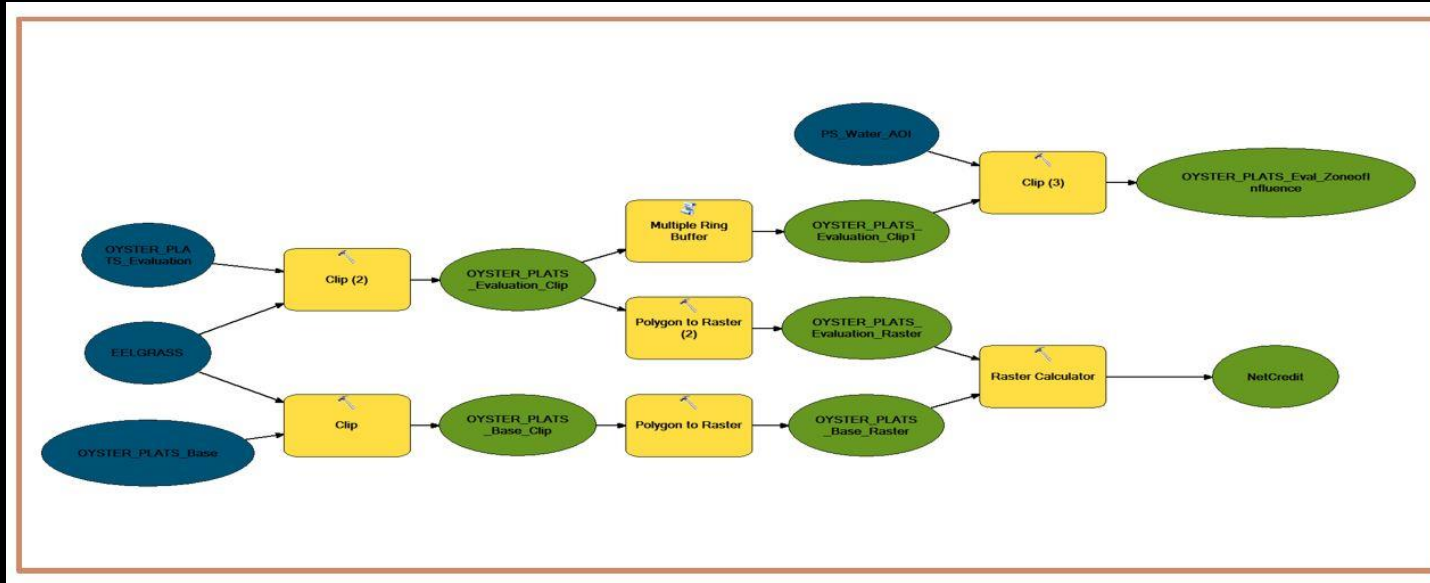 PS_Water_AOI
Clip (3)
OYSTER_PLATS_Eval_ZoneofI
nfluence
Multiple Ring
Buffer
OYSTER_PLATS_
Evaluation_Clip1
OYSTER_PLA
TS_Evaluation
Clip (2)
OYSTER_PLATS
_Evaluation_Clip
Polygon to Raster
(2)
OYSTER_PLATS_
Evaluation_Raster
EELGRASS
Raster Calculator
NetCredit
OYSTER_PLATS_Base
Clip
OYSTER_PLATS
_Base_Clip
Polygon to Raster
OYSTER_PLATS
_Base_Raster